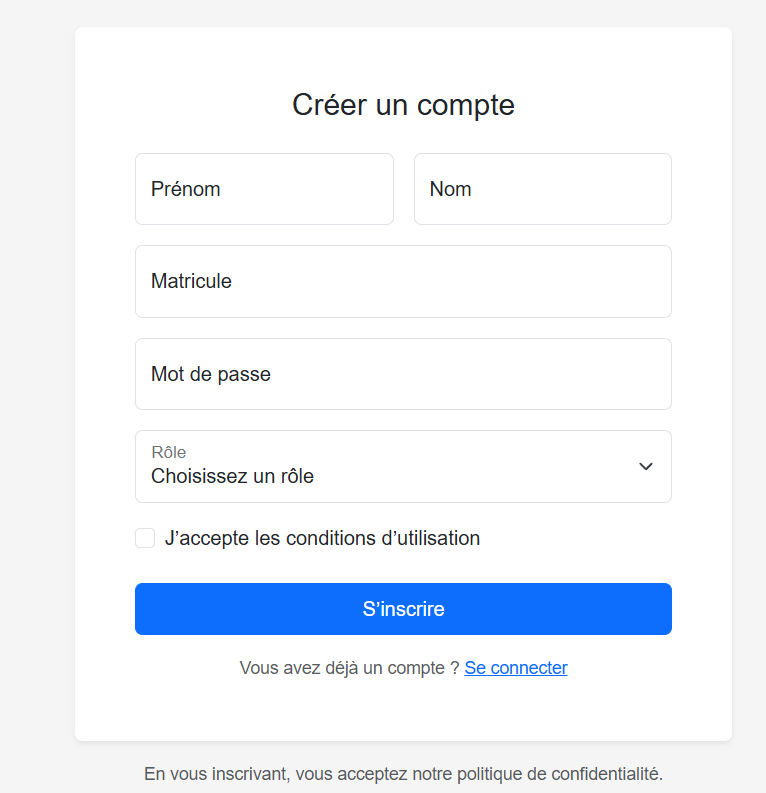 Créer un compte
Prénom Nom
Matricule
Mot de passe
Rôle
Choisissez un rôle
J’accepte les conditions d’utilisation
S’inscrire
Vous avez déjà un compte ? Se connecter
En vous inscrivant, vous acceptez notre politique de confidentialité.